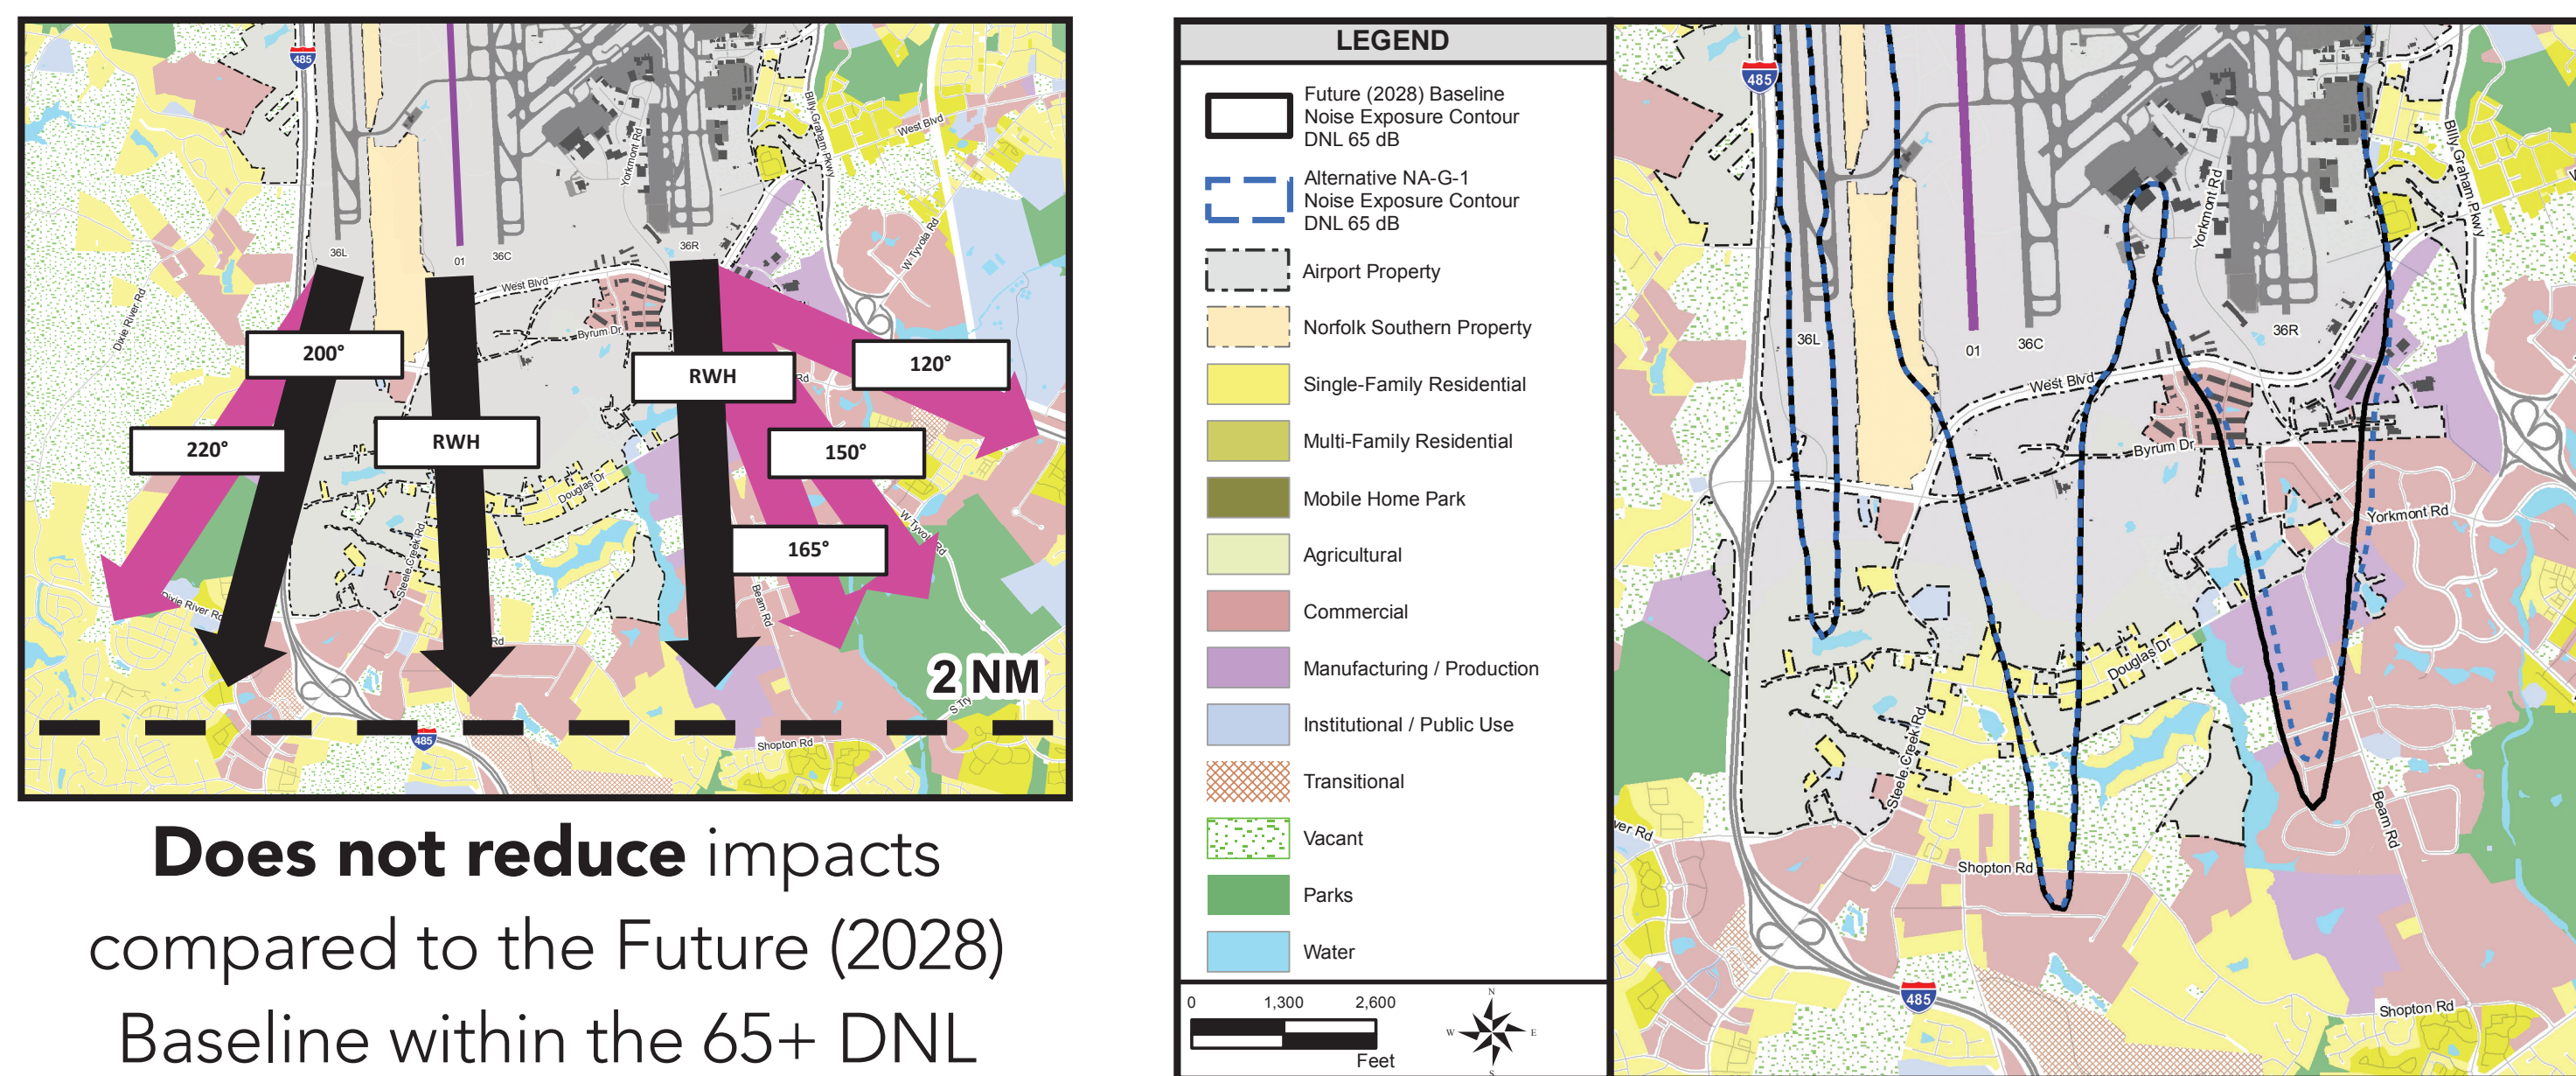 485
Billy Graham Pkwy
West Blvd
Yorkmont Rd
W Tyvola Rd
36L
01
36C
36R
West Blvd
Dixie River Rd
Byrum Dr
200°
RWH
Rd
120°
220°
RWH
150°
Douglas Dr
W Tyvola Rd
165°
Steele Creek Rd
Dixie River Rd
Beam Rd
Rd
2 NM
S Try
485
Shopton Rd
Does not reduce impacts
compared to the Future (2028)
Baseline within the 65+ DNL
LEGEND
Future (2028) Baseline
Noise Exposure Contour
DNL 65 dB
Alternative NA-G-1
Noise Exposure Contour
DNL 65 dB
Airport Property
Norfolk Southern Property
Single-Family Residential
Multi-Family Residential
Mobile Home Park
Agricultural
Commercial
Manufacturing / Production
Institutional / Public Use
Transitional
Vacant
Parks
Water
0 1,300 2,600
Feet
N
W E
S
485
Billy Graham Pkwy
Yorkmont Rd
36L
01
36C
36R
West Blvd
Byrum Dr
Yorkmont Rd
Douglas Dr
Steele Creek Rd
ver Rd
Beam Rd
Shopton Rd
485
Shopton Rd